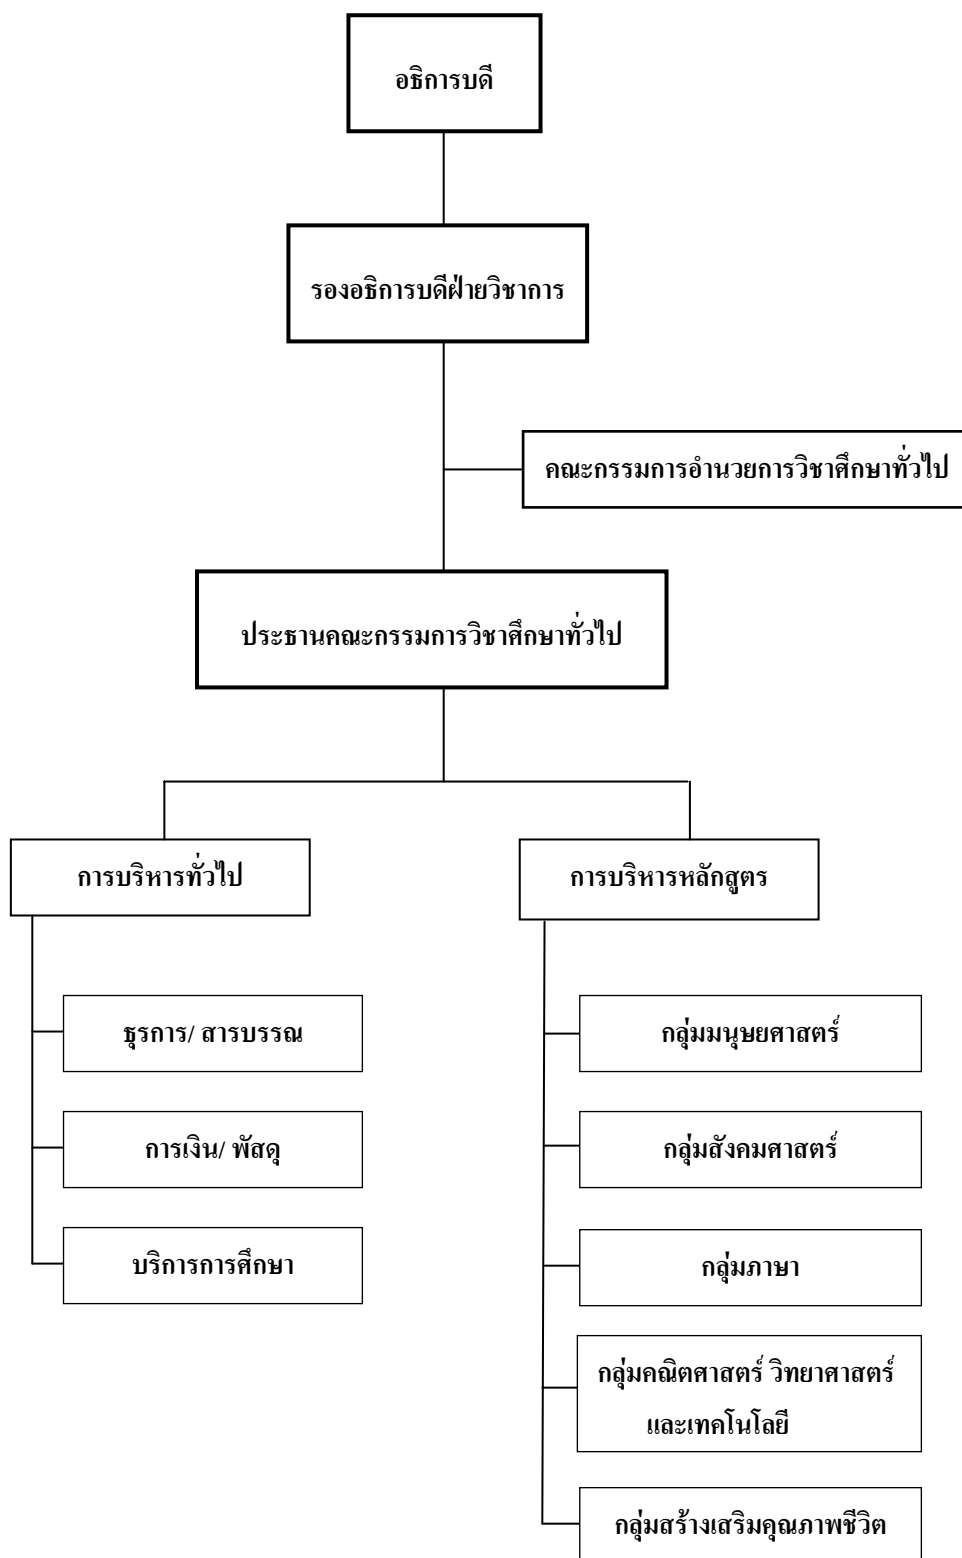 อธิการบดี
รองอธิการบดีฝ่ายวิชาการ
คณะกรรมการอำนวยการวิชาศึกษาทั่วไป
ประธานคณะกรรมการวิชาศึกษาทั่วไป
การบริหารทั่วไป
ธุรการ/ สารบรรณ
การเงิน/ พัสดุ
บริการการศึกษา
การบริหารหลักสูตร
กลุ่มมนุษยศาสตร์
กลุ่มสังคมศาสตร์
กลุ่มภาษา
กลุ่มคณิตศาสตร์ วิทยาศาสตร์
และเทคโนโลยี
กลุ่มสร้างเสริมคุณภาพชีวิต